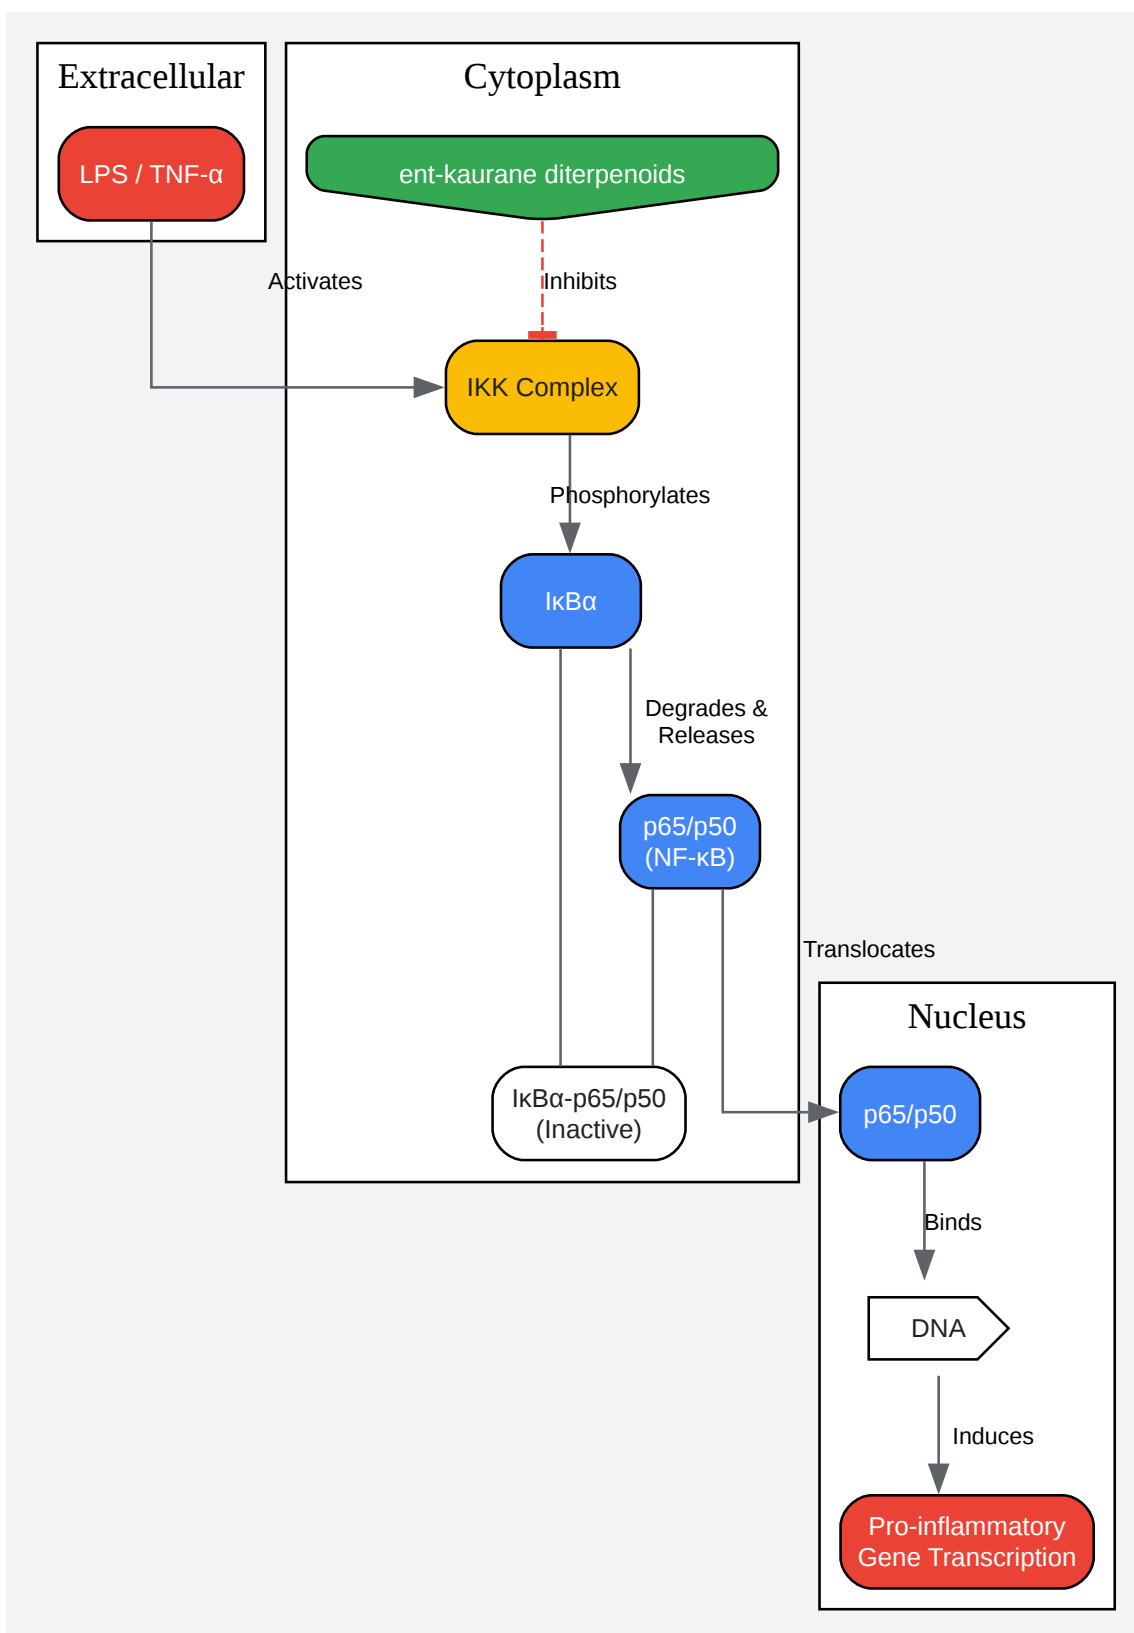 Extracellular
Cytoplasm
LPS / TNF-α
ent-kaurane diterpenoids
Activates
Inhibits
IKK Complex
Phosphorylates
IκBα
Degrades &
Releases
p65/p50
(NF-κB)
Translocates
Nucleus
IκBα-p65/p50
(Inactive)
p65/p50
Binds
DNA
Induces
Pro-inflammatory
Gene Transcription